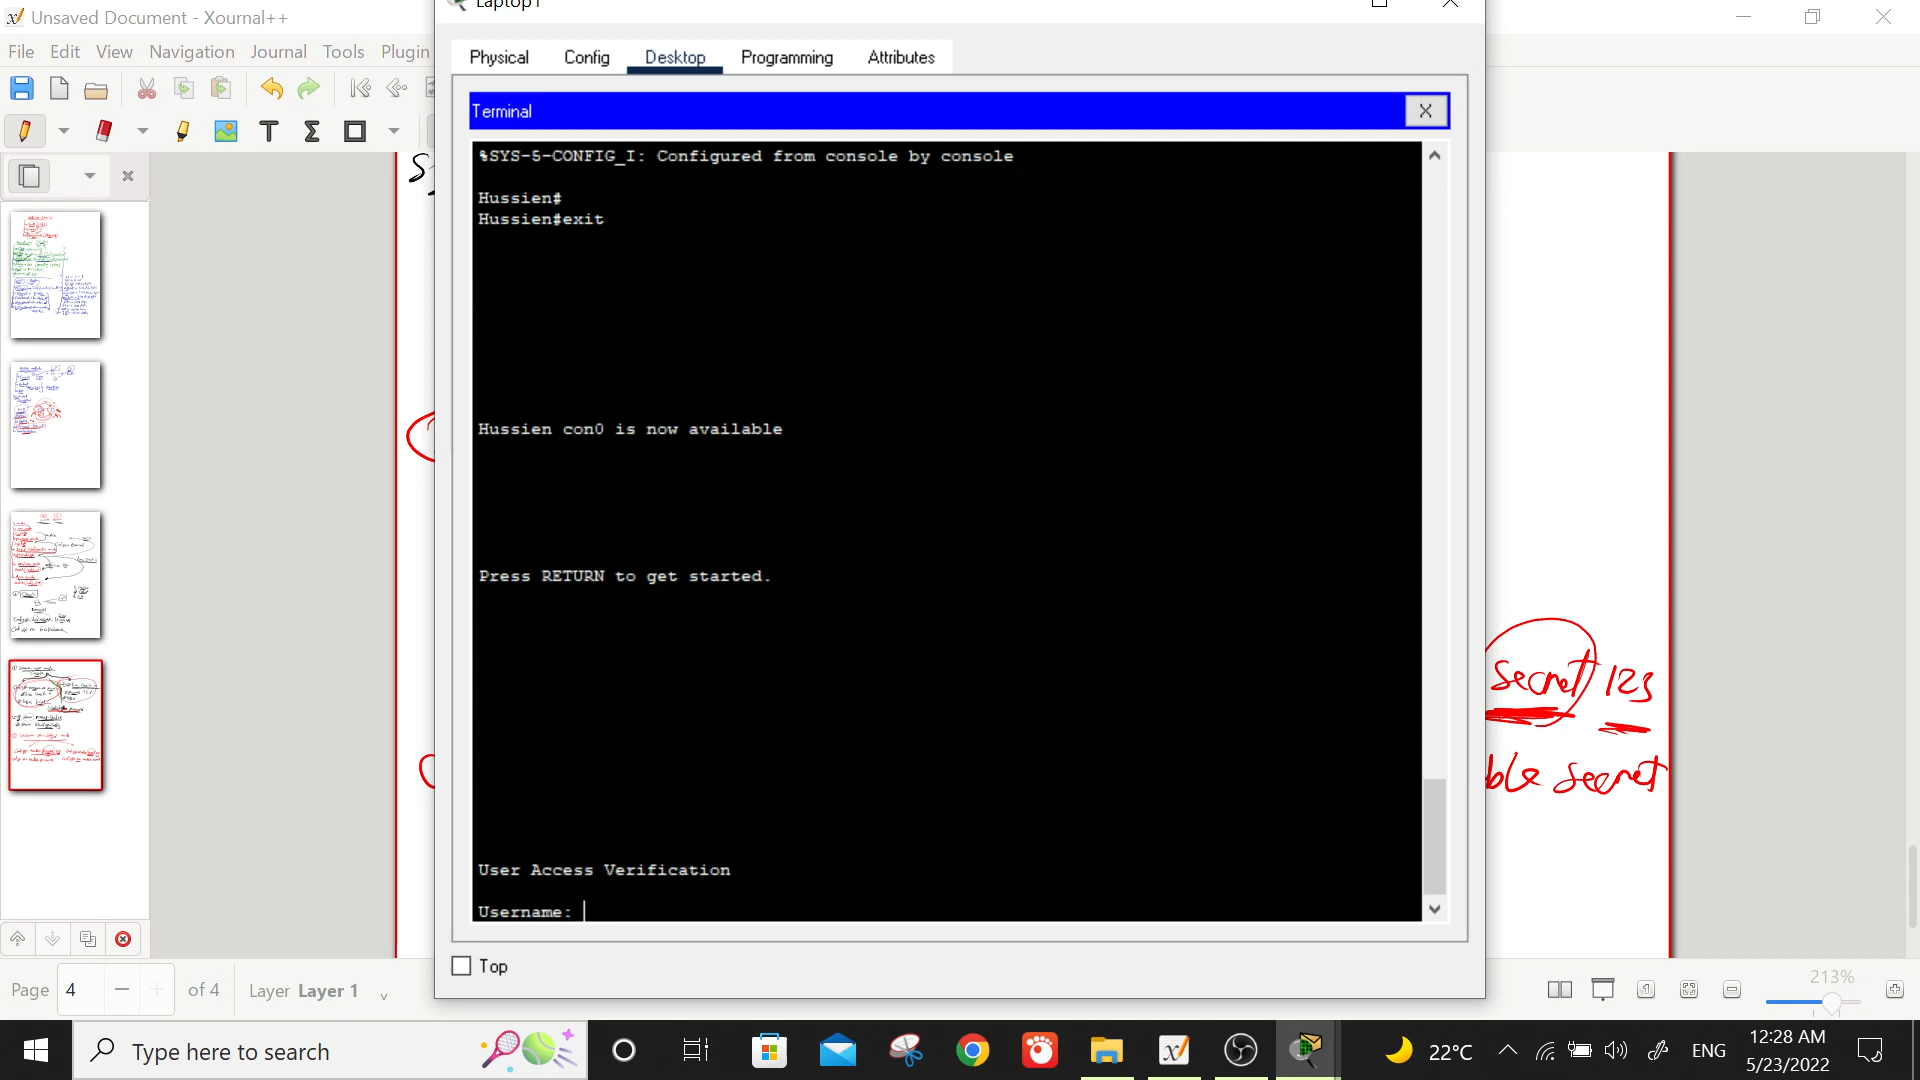 Unsaved Document - Xournal++
File Edit View Navigation Journal Tools Plugin
Laptop1
Physical Config Desktop Programming Attributes
Terminal
X
%SYS-5-CONFIG_I: Configured from console by console
Hussien#
Hussien#exit
Hussien con0 is now available
Press RETURN to get started.
User Access Verification
Username:
Top
secret 123
ble secret
Page 4 of 4 Layer Layer 1
213%
Type here to search
22°C
ENG
12:28 AM
5/23/2022